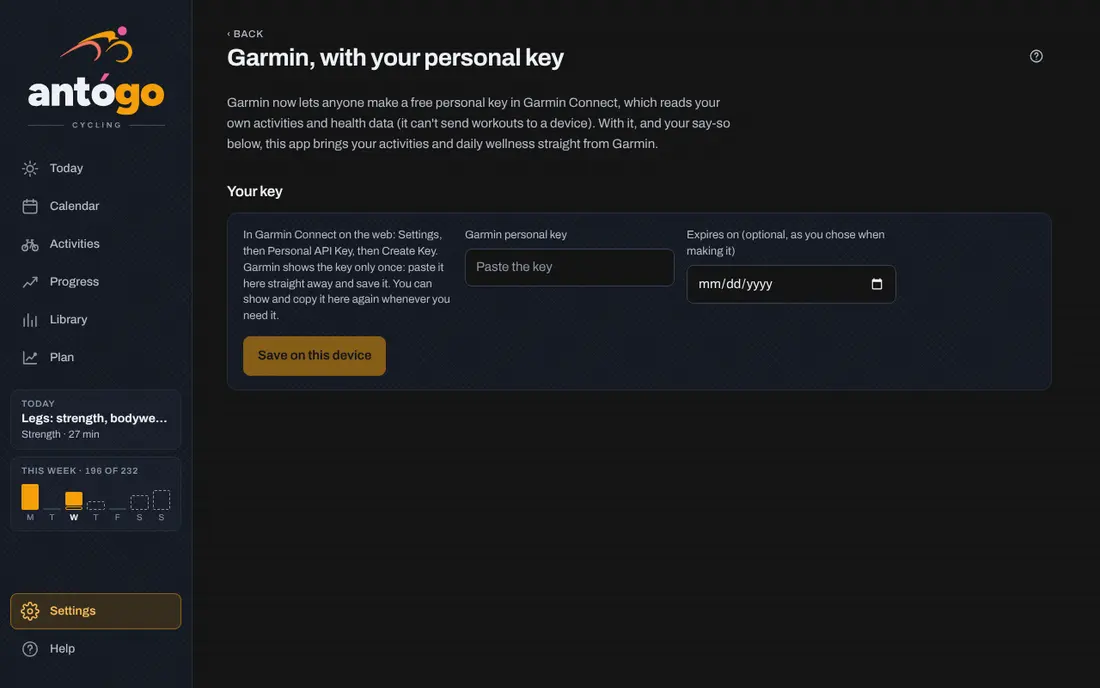 antógo
CYCLING
Today
Calendar
Activities
Progress
Library
Plan
TODAY
Legs: strength, bodywe...
Strength · 27 min
THIS WEEK · 196 OF 232
M T W T F S S
Settings
Help
‹ BACK
Garmin, with your personal key
Garmin now lets anyone make a free personal key in Garmin Connect, which reads your
own activities and health data (it can't send workouts to a device). With it, and your say-so
below, this app brings your activities and daily wellness straight from Garmin.
Your key
In Garmin Connect on the web: Settings,
then Personal API Key, then Create Key.
Garmin shows the key only once: paste it
here straight away and save it. You can
show and copy it here again whenever you
need it.
Garmin personal key
Paste the key
Expires on (optional, as you chose when
making it)
mm/dd/yyyy
Save on this device